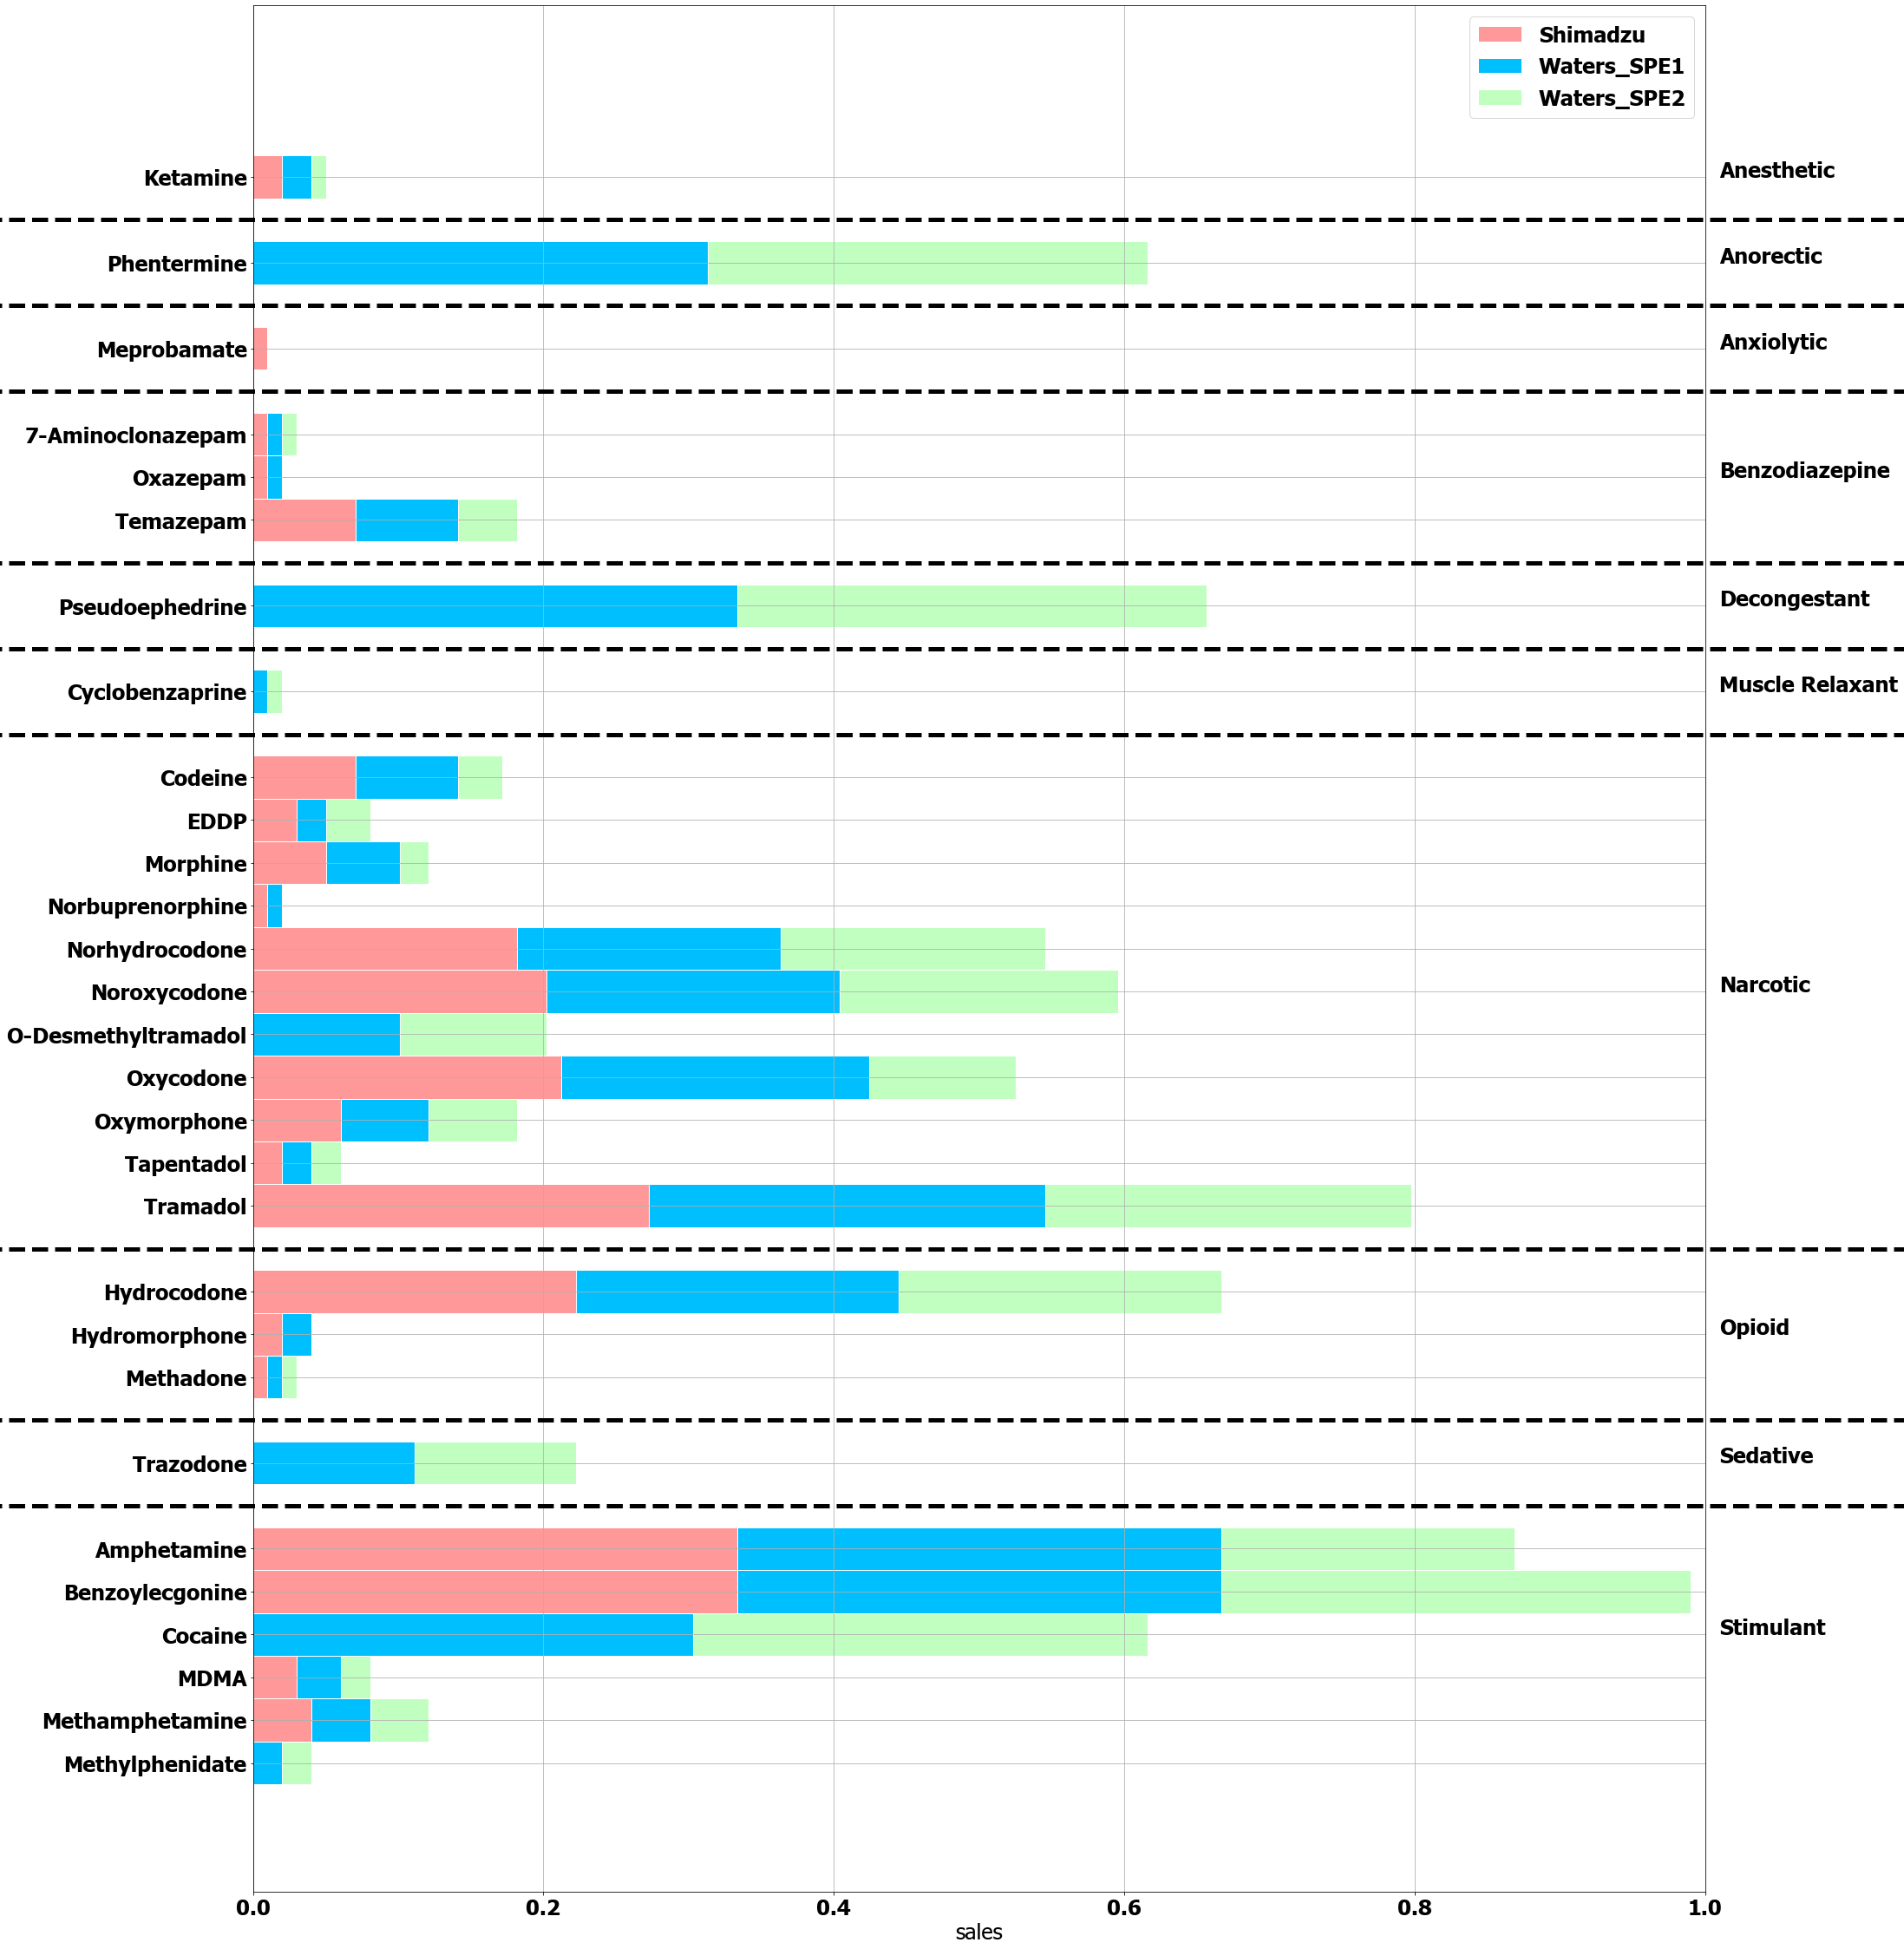 Shimadzu
Waters_SPE1
Waters_SPE2
Ketamine
Anesthetic
Phentermine
Anorectic
Meprobamate
Anxiolytic
7-Aminoclonazepam
Oxazepam
Benzodiazepine
Temazepam
Pseudoephedrine
Decongestant
Cyclobenzaprine
Muscle Relaxant
Codeine
EDDP
Morphine
Norbuprenorphine
Norhydrocodone
Noroxycodone
Narcotic
O-Desmethyltramadol
Oxycodone
Oxymorphone
Tapentadol
Tramadol
Hydrocodone
Hydromorphone
Opioid
Methadone
Trazodone
Sedative
Amphetamine
Benzoylecgonine
Cocaine
Stimulant
MDMA
Methamphetamine
Methylphenidate
0.0 0.2 0.4 0.6 0.8 1.0
sales